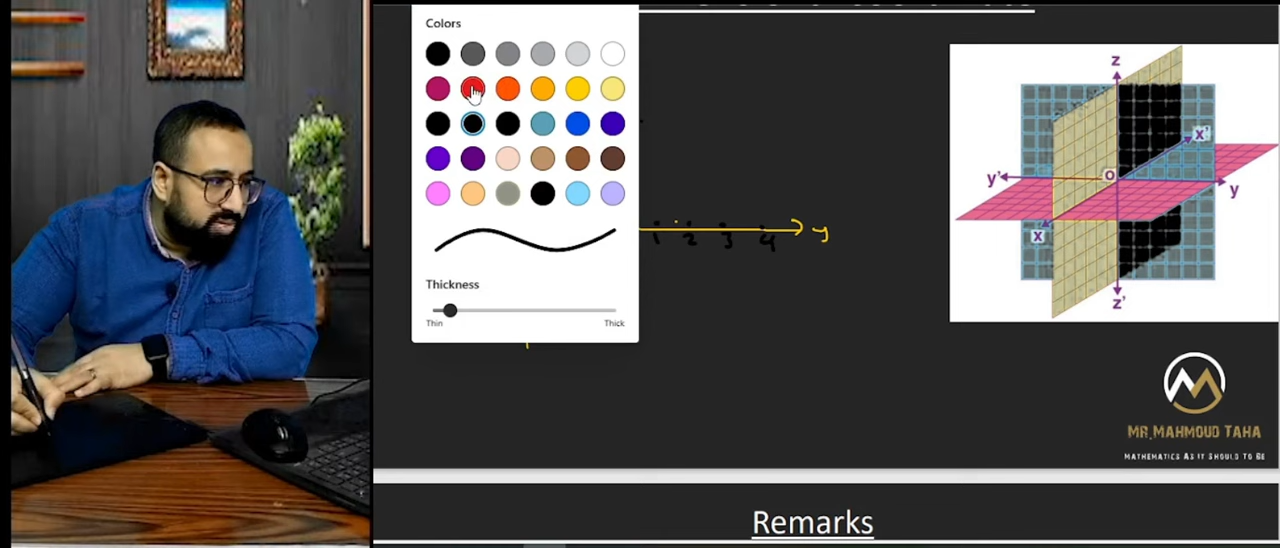 Colors
Thickness
Thin Thick
1 2 3 4 y
z
x'
y' o y
x
z'
MR.MAHMOUD TAHA
MATHEMATICS AS IT SHOULD TO BE
Remarks